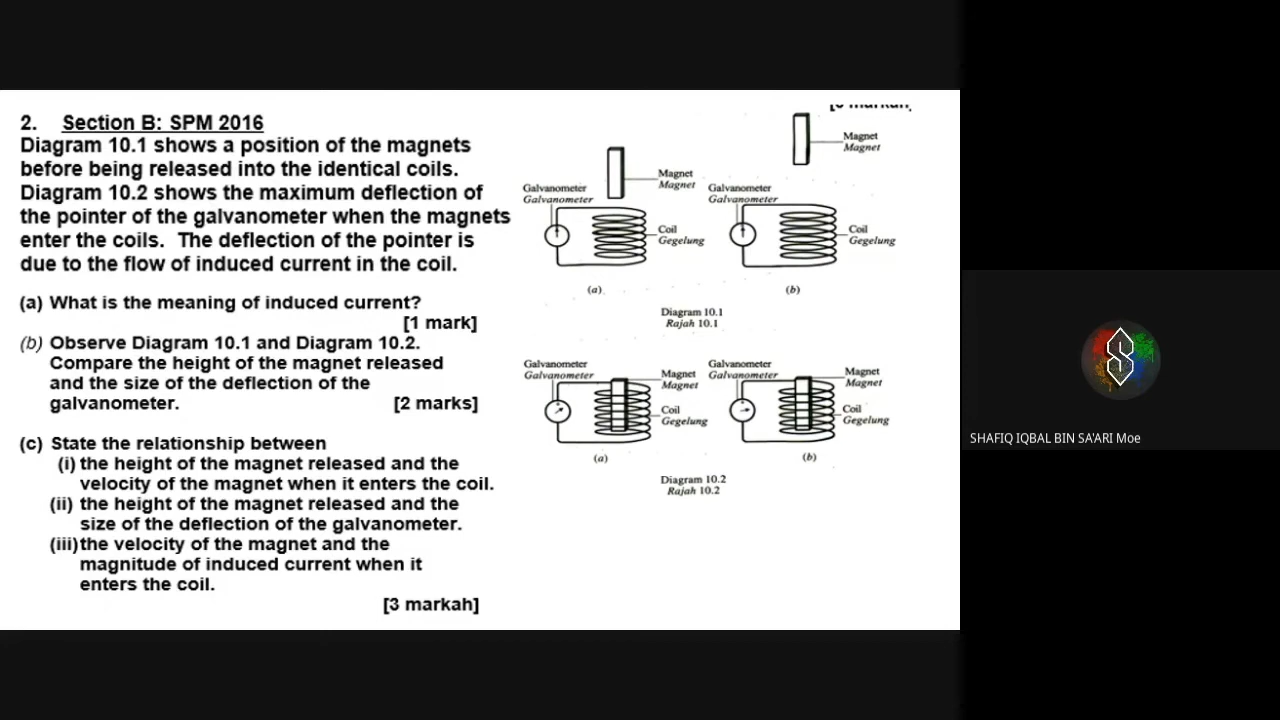 2. Section B: SPM 2016
Diagram 10.1 shows a position of the magnets
before being released into the identical coils.
Diagram 10.2 shows the maximum deflection of
the pointer of the galvanometer when the magnets
enter the coils. The deflection of the pointer is
due to the flow of induced current in the coil.
(a) What is the meaning of induced current?
[1 mark]
(b) Observe Diagram 10.1 and Diagram 10.2.
Compare the height of the magnet released
and the size of the deflection of the
galvanometer. [2 marks]
(c) State the relationship between
(i) the height of the magnet released and the
velocity of the magnet when it enters the coil.
(ii) the height of the magnet released and the
size of the deflection of the galvanometer.
(iii) the velocity of the magnet and the
magnitude of induced current when it
enters the coil.
[3 markah]
Magnet
Magnet
Galvanometer
Galvanometer
Coil
Gegelung
(a)
Magnet
Magnet
Galvanometer
Galvanometer
Coil
Gegelung
(b)
Diagram 10.1
Rajah 10.1
Galvanometer
Galvanometer
Magnet
Magnet
Coil
Gegelung
(a)
Galvanometer
Galvanometer
Magnet
Magnet
Coil
Gegelung
(b)
Diagram 10.2
Rajah 10.2
SHAFIQ IQBAL BIN SA'ARI Moe